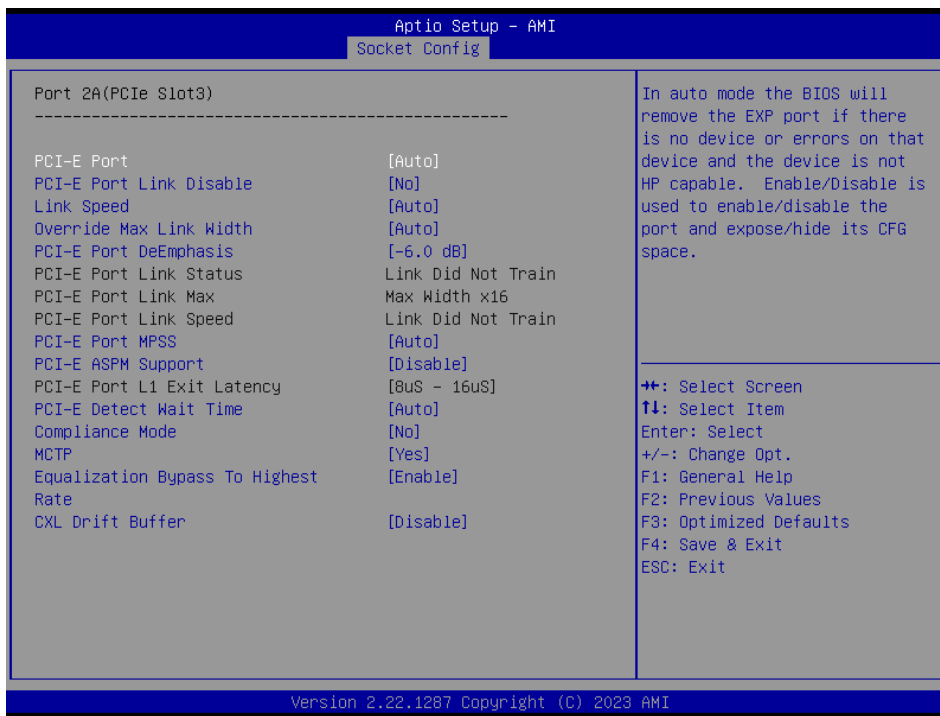 Aptio Setup – AMI
Socket Config
Port 2A(PCIe Slot3)
--------------------------------------------------
PCI-E Port [Auto]
PCI-E Port Link Disable [No]
Link Speed [Auto]
Override Max Link Width [Auto]
PCI-E Port DeEmphasis [-6.0 dB]
PCI-E Port Link Status Link Did Not Train
PCI-E Port Link Max Max Width x16
PCI-E Port Link Speed Link Did Not Train
PCI-E Port MPSS [Auto]
PCI-E ASPM Support [Disable]
PCI-E Port L1 Exit Latency [8uS - 16uS]
PCI-E Detect Wait Time [Auto]
Compliance Mode [No]
MCTP [Yes]
Equalization Bypass To Highest [Enable]
Rate
CXL Drift Buffer [Disable]
In auto mode the BIOS will
remove the EXP port if there
is no device or errors on that
device and the device is not
HP capable.  Enable/Disable is
used to enable/disable the
port and expose/hide its CFG
space.
→←: Select Screen
↑↓: Select Item
Enter: Select
+/-: Change Opt.
F1: General Help
F2: Previous Values
F3: Optimized Defaults
F4: Save & Exit
ESC: Exit
Version 2.22.1287 Copyright (C) 2023 AMI